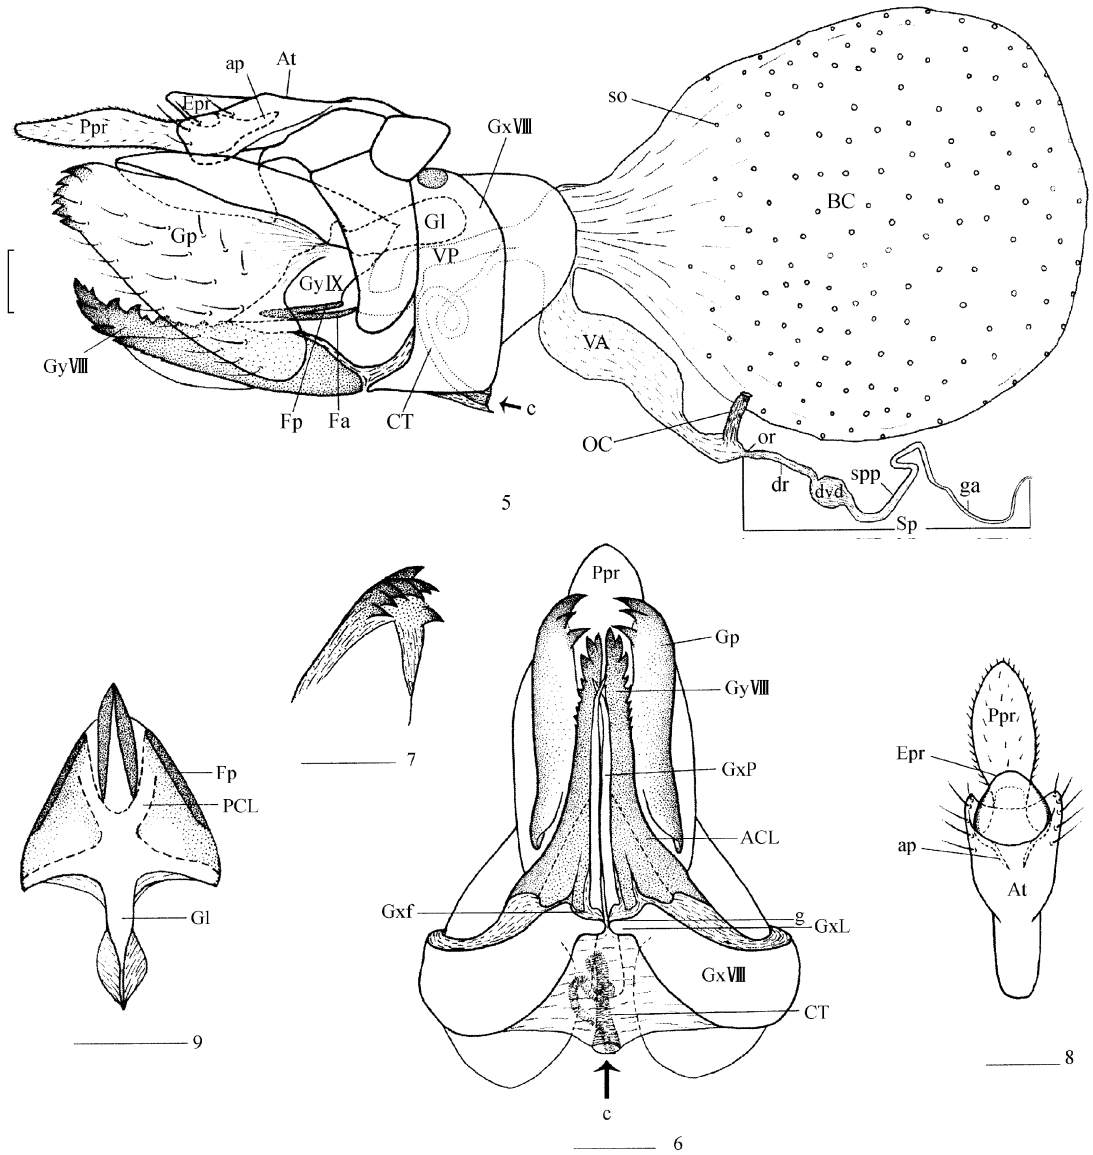 At
ap
Epr
Ppr
so
GxⅧ
BC
Gp
Gl
VP
GyⅨ
VA
GyⅧ
Fp
Fa
CT
c
OC
or
dr
dvd
spp
ga
Sp
5
Ppr
Gp
GyⅧ
GxP
ACL
Gxf
g
GxL
GxⅧ
CT
c
6
7
Fp
PCL
Gl
9
Ppr
Epr
ap
At
8